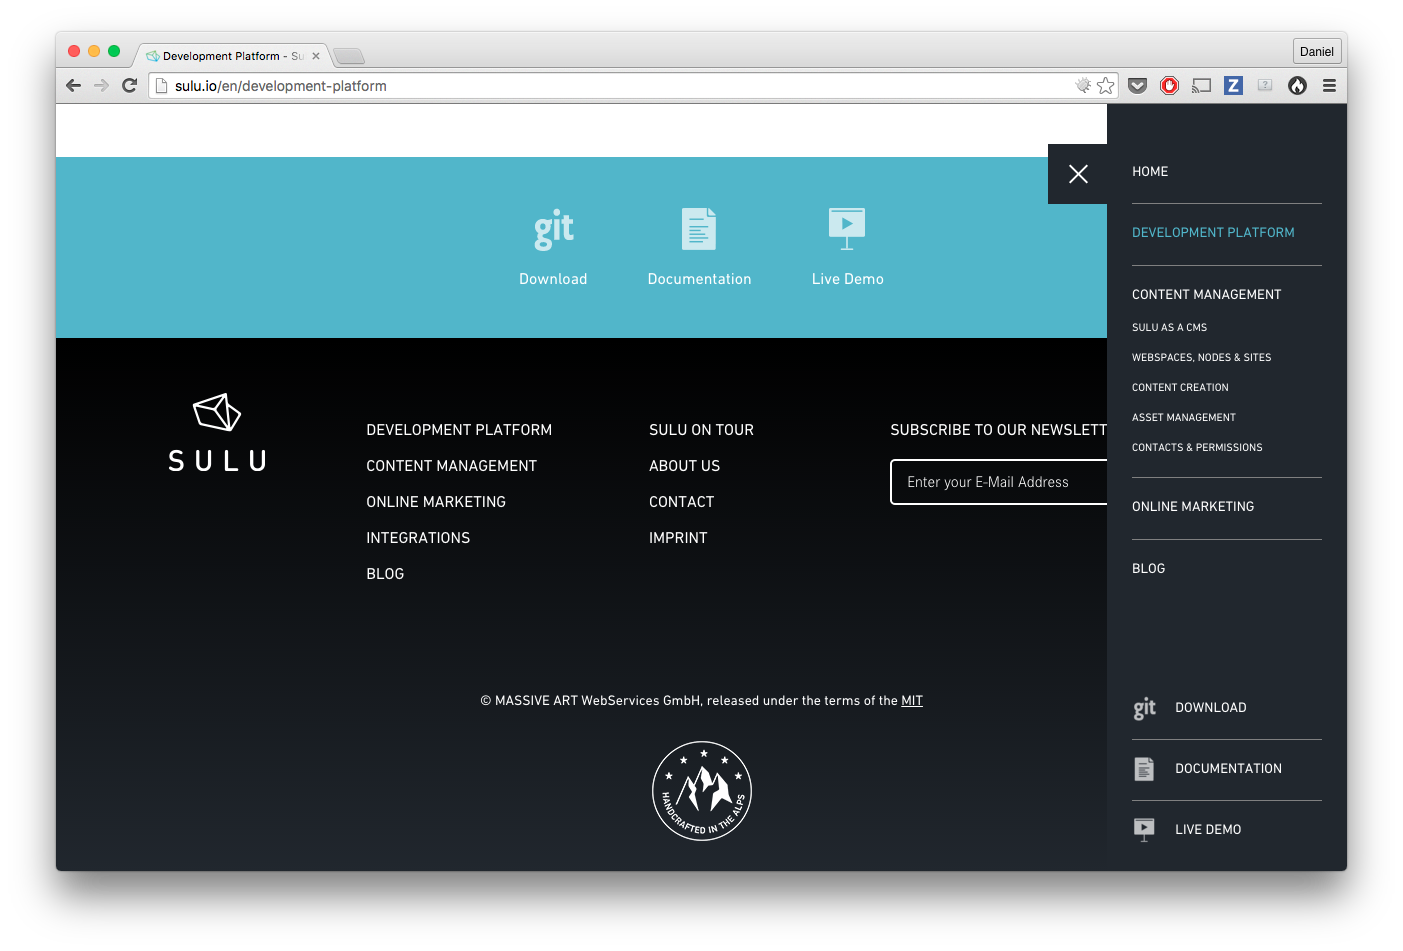 Development Platform - Su
Daniel
sulu.io/en/development-platform
Z
?
git
Download
Documentation
Live Demo
SULU
DEVELOPMENT PLATFORM
CONTENT MANAGEMENT
ONLINE MARKETING
INTEGRATIONS
BLOG
SULU ON TOUR
ABOUT US
CONTACT
IMPRINT
SUBSCRIBE TO OUR NEWSLETT
Enter your E-Mail Address
© MASSIVE ART WebServices GmbH, released under the terms of the MIT
HANDCRAFTED IN THE ALPS
HOME
DEVELOPMENT PLATFORM
CONTENT MANAGEMENT
SULU AS A CMS
WEBSPACES, NODES & SITES
CONTENT CREATION
ASSET MANAGEMENT
CONTACTS & PERMISSIONS
ONLINE MARKETING
BLOG
git DOWNLOAD
DOCUMENTATION
LIVE DEMO